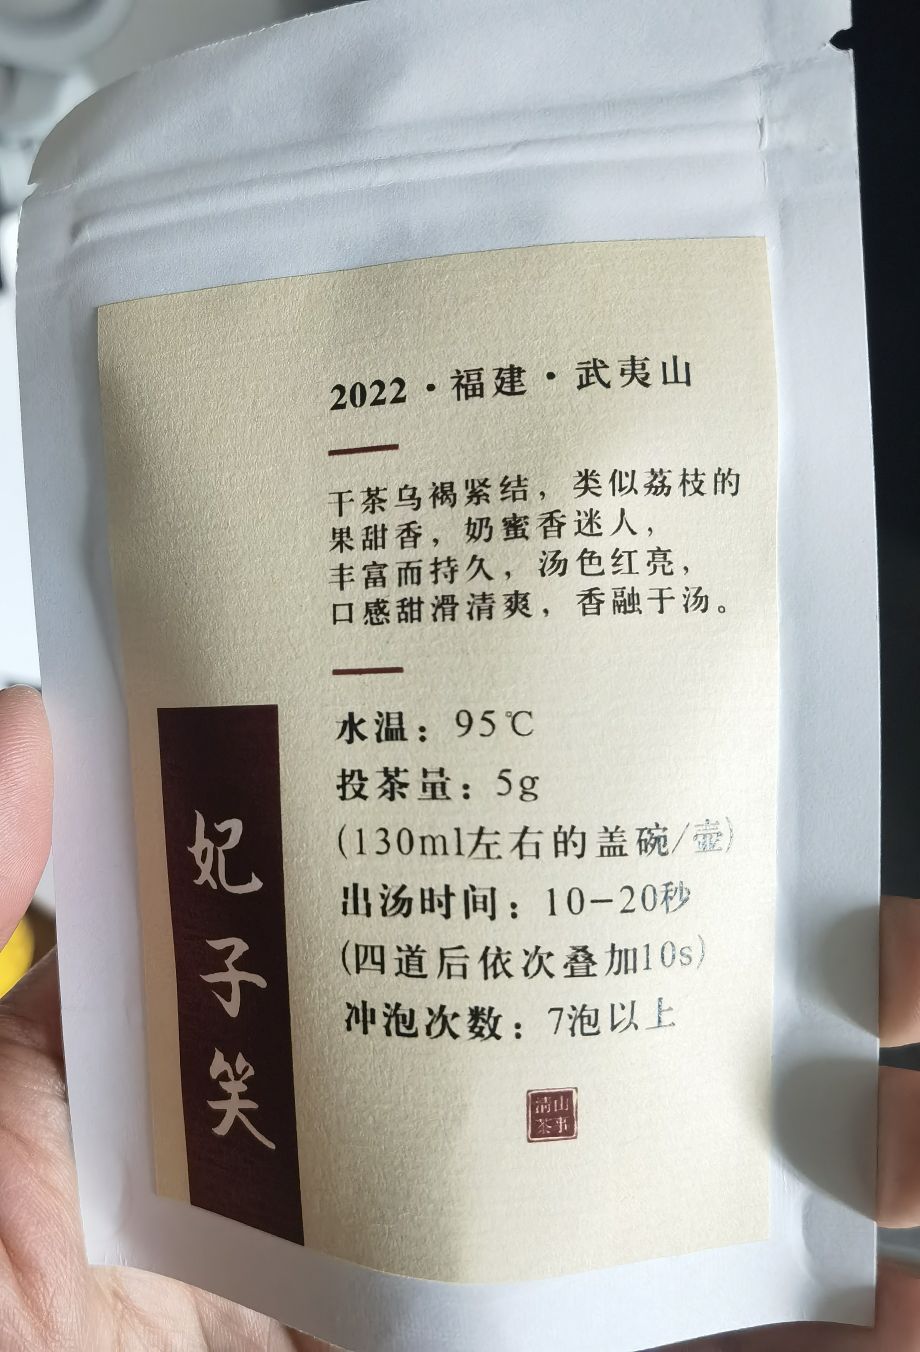 2022·福建·武夷山
干茶乌褐紧结，类似荔枝的
果甜香，奶蜜香迷人，
丰富而持久，汤色红亮，
口感甜滑清爽，香融于汤。
水温：95℃
投茶量：5g
(130ml左右的盖碗/壶)
出汤时间：10-20秒
(四道后依次叠加10s)
冲泡次数：7泡以上
妃子笑
清山
茶事